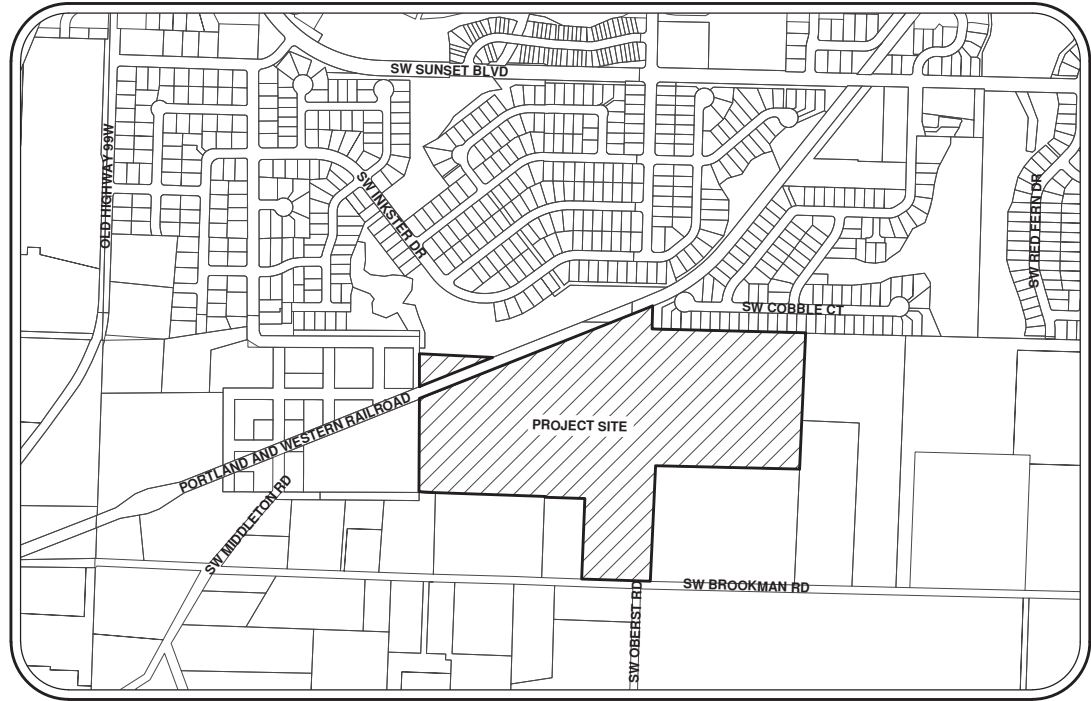 SW SUNSET BLVD
OLD HIGHWAY 99W
SW INKSTER DR
SW RED FERN DR
SW COBBLE CT
PORTLAND AND WESTERN RAILROAD
PROJECT SITE
SW MIDDLETON RD
SW BROOKMAN RD
SW OBERST RD